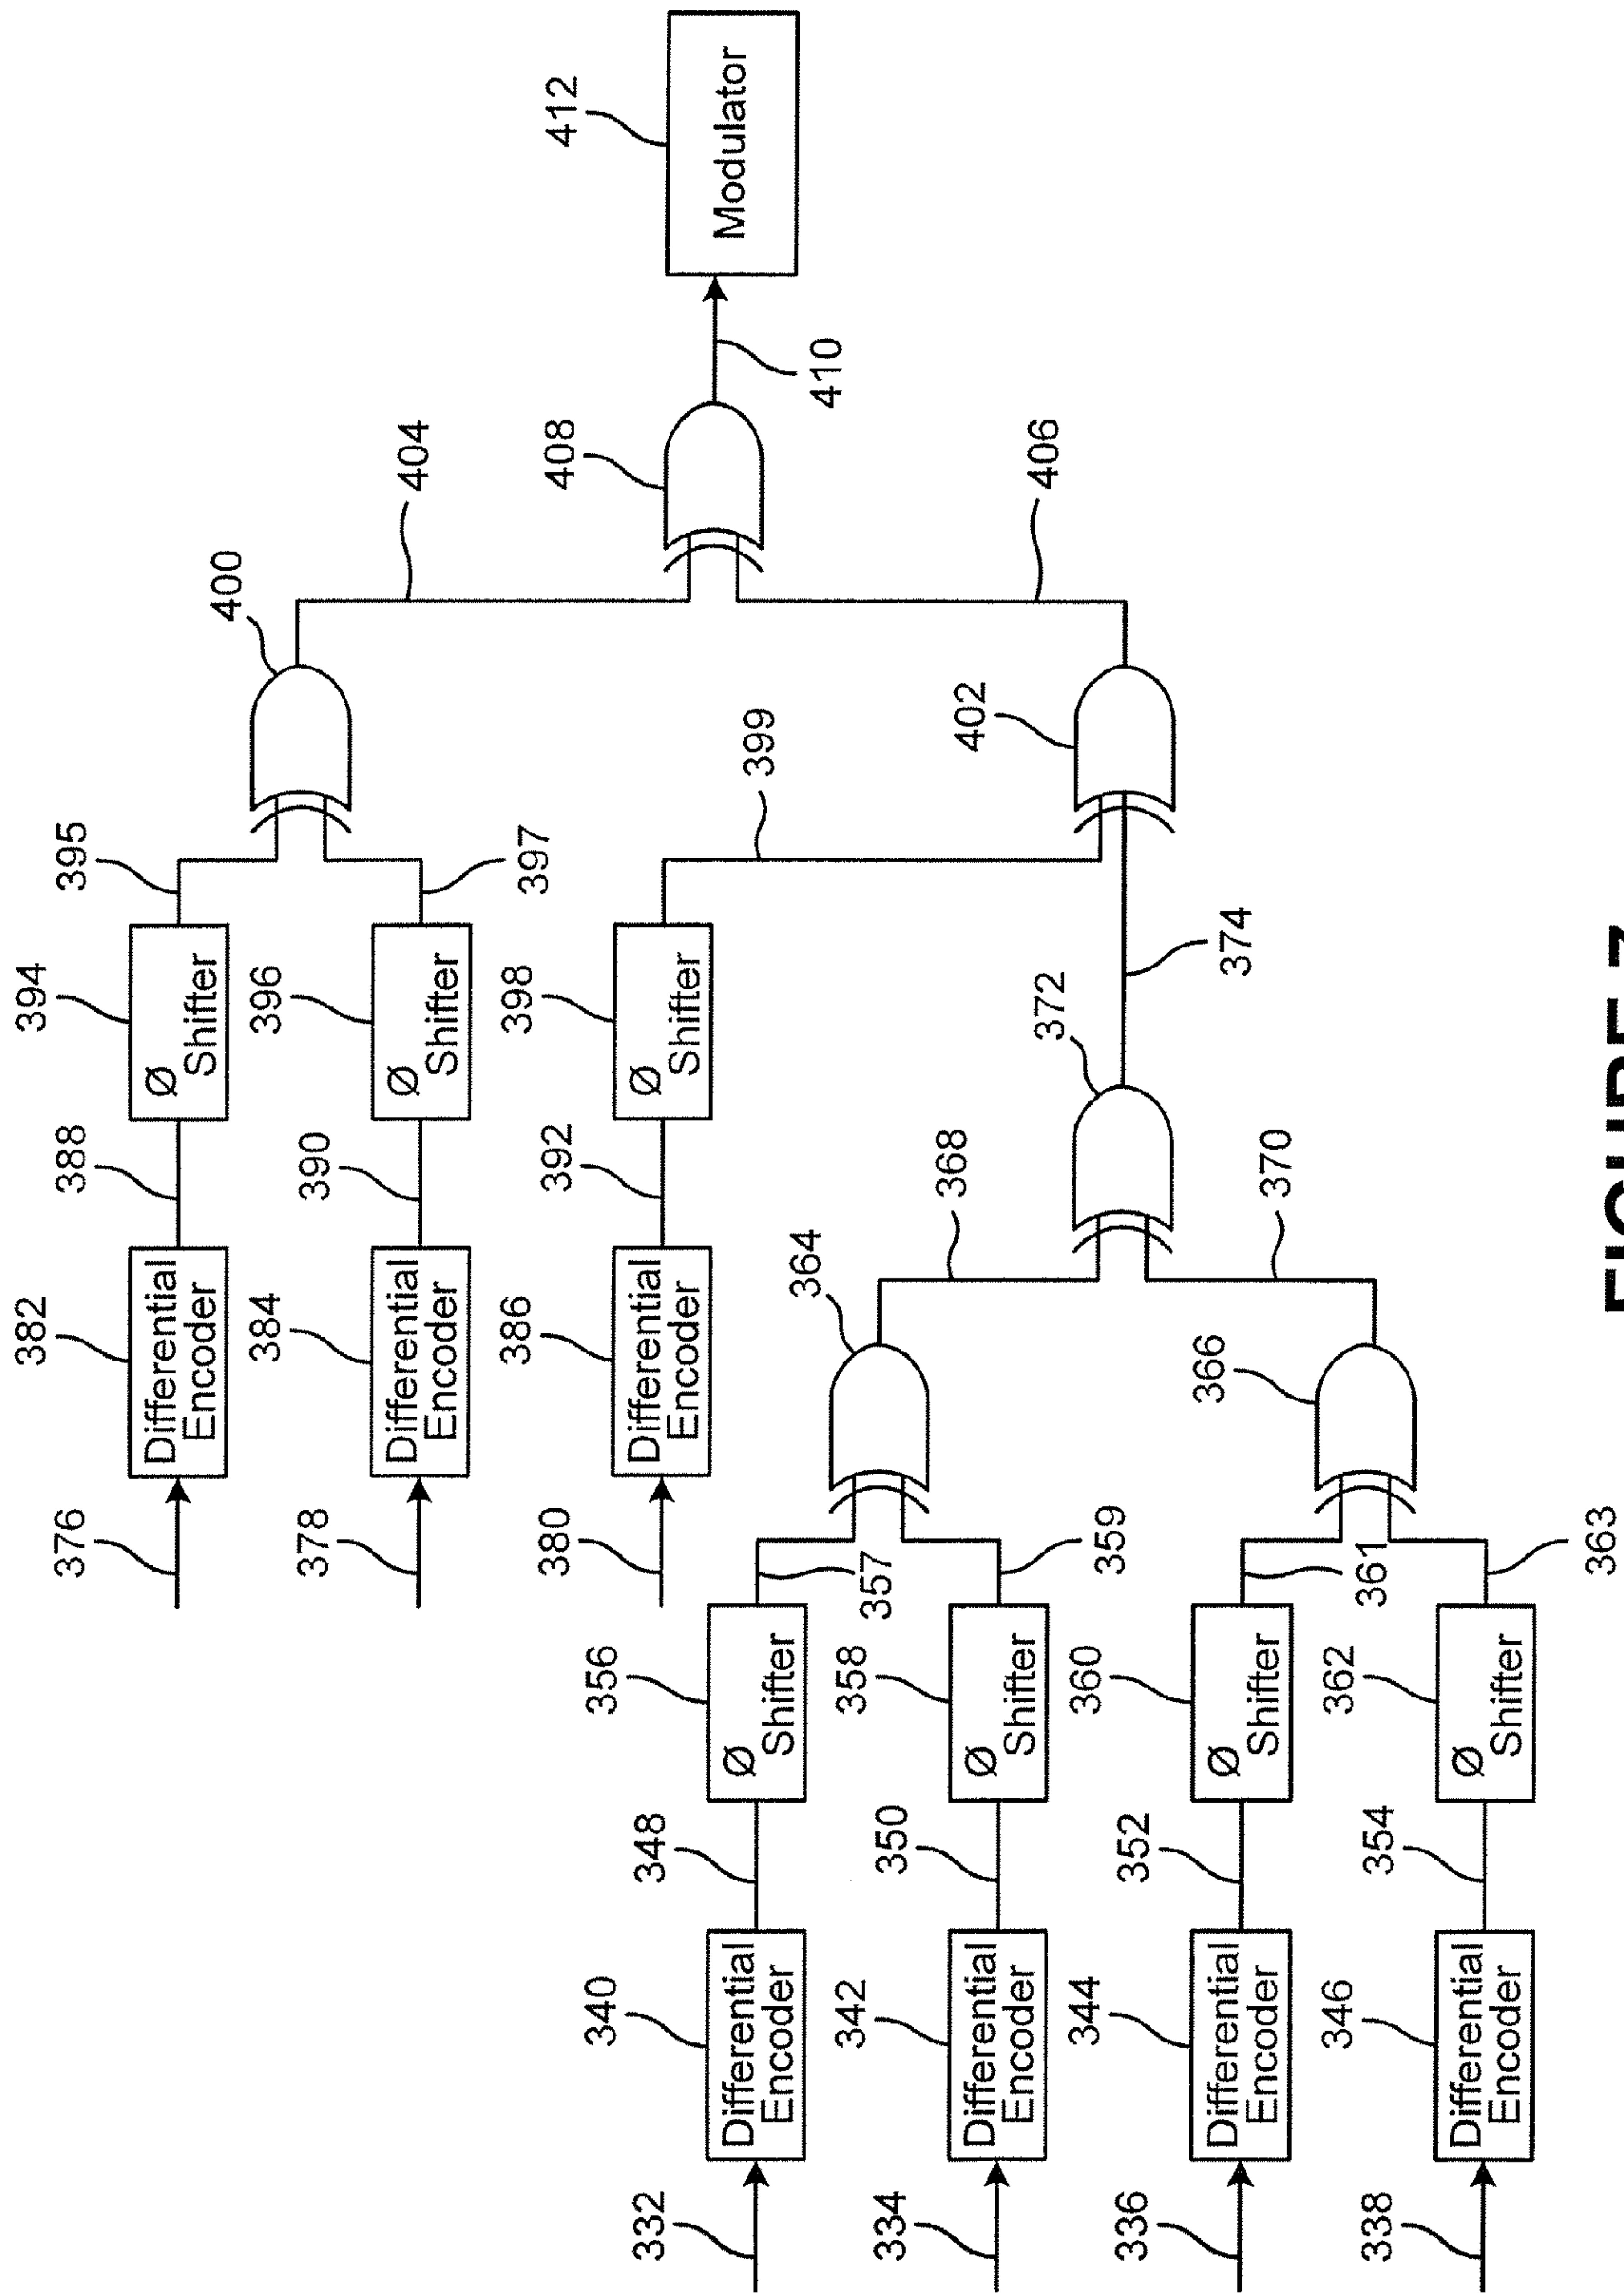 376
382
Differential
Encoder
388
394
Ø
Shifter
395
400
404
378
384
Differential
Encoder
390
396
Ø
Shifter
397
408
410
412
Modulator
380
386
Differential
Encoder
392
398
Ø
Shifter
399
402
406
332
340
Differential
Encoder
348
356
Ø
Shifter
357
364
368
372
374
334
342
Differential
Encoder
350
358
Ø
Shifter
359
336
344
Differential
Encoder
352
360
Ø
Shifter
361
366
370
338
346
Differential
Encoder
354
362
Ø
Shifter
363
FIGURE 7